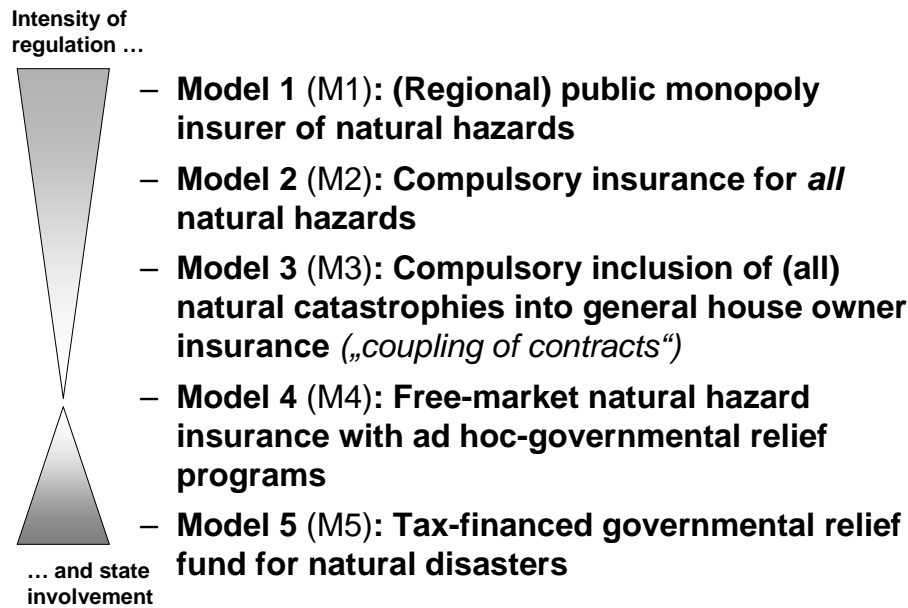 Intensity of
regulation …
– Model 1 (M1): (Regional) public monopoly
insurer of natural hazards
– Model 2 (M2): Compulsory insurance for all
natural hazards
– Model 3 (M3): Compulsory inclusion of (all)
natural catastrophies into general house owner
insurance („coupling of contracts“)
– Model 4 (M4): Free-market natural hazard
insurance with ad hoc-governmental relief
programs
– Model 5 (M5): Tax-financed governmental relief
fund for natural disasters
… and state
involvement